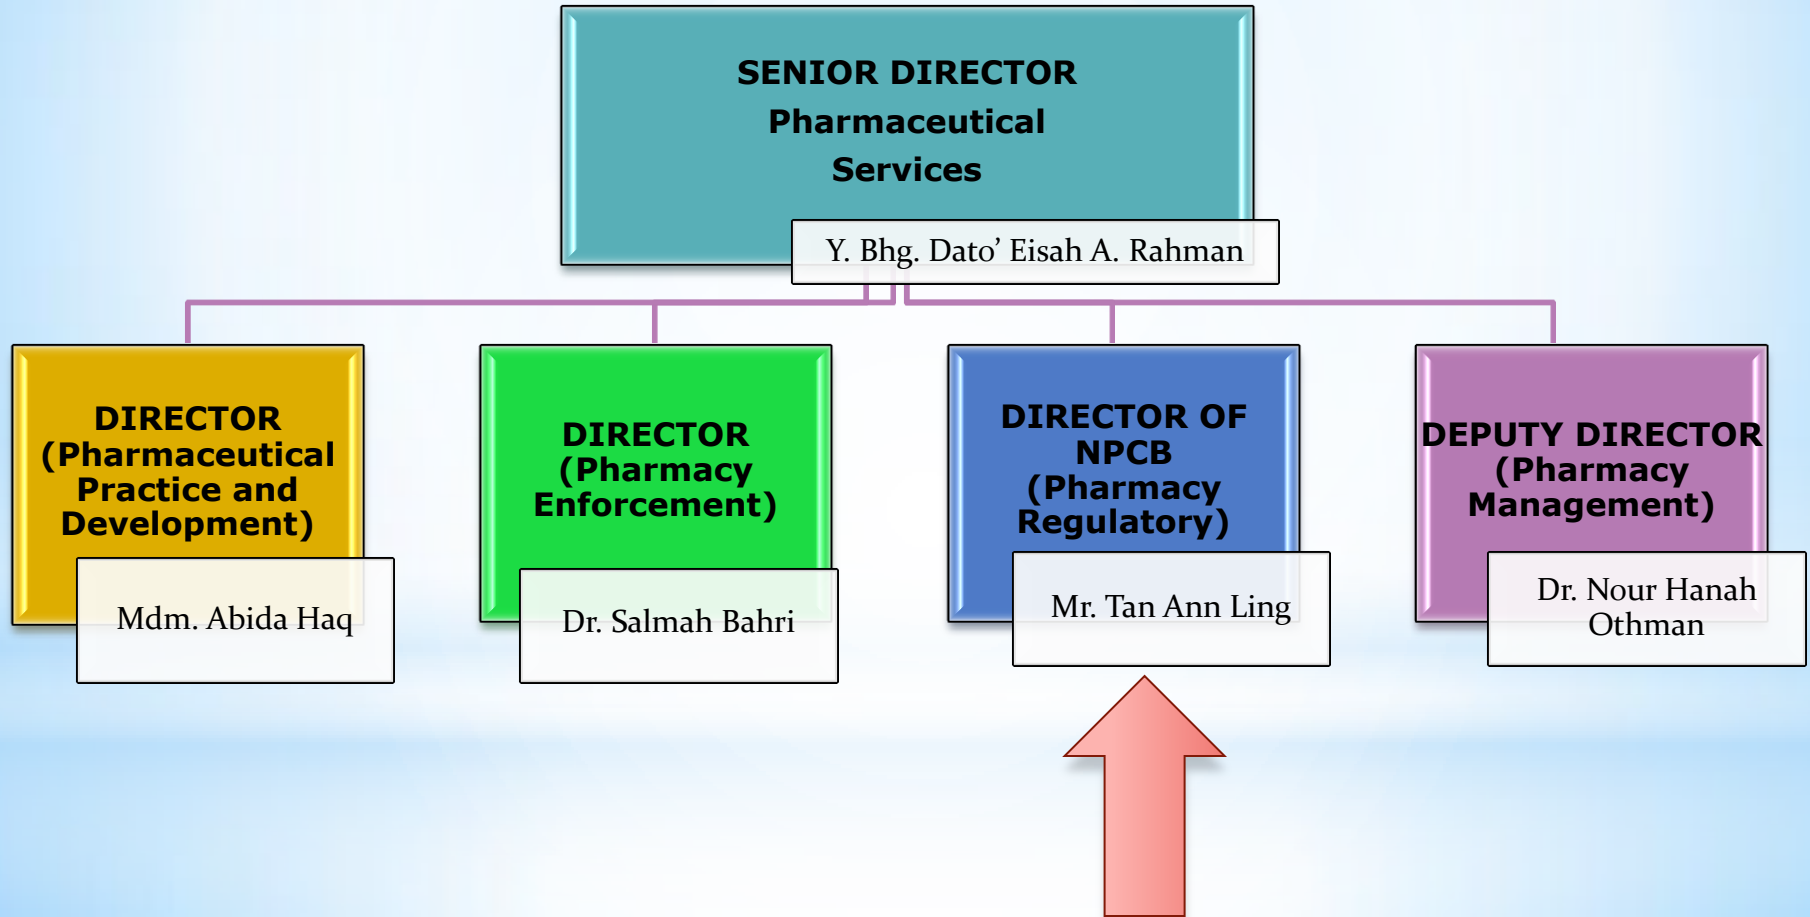 SENIOR DIRECTOR
Pharmaceutical
Services
Y. Bhg. Dato’ Eisah A. Rahman
DIRECTOR
(Pharmaceutical
Practice and
Development)
Mdm. Abida Haq
DIRECTOR
(Pharmacy
Enforcement)
Dr. Salmah Bahri
DIRECTOR OF
NPCB
(Pharmacy
Regulatory)
Mr. Tan Ann Ling
DEPUTY DIRECTOR
(Pharmacy
Management)
Dr. Nour Hanah
Othman